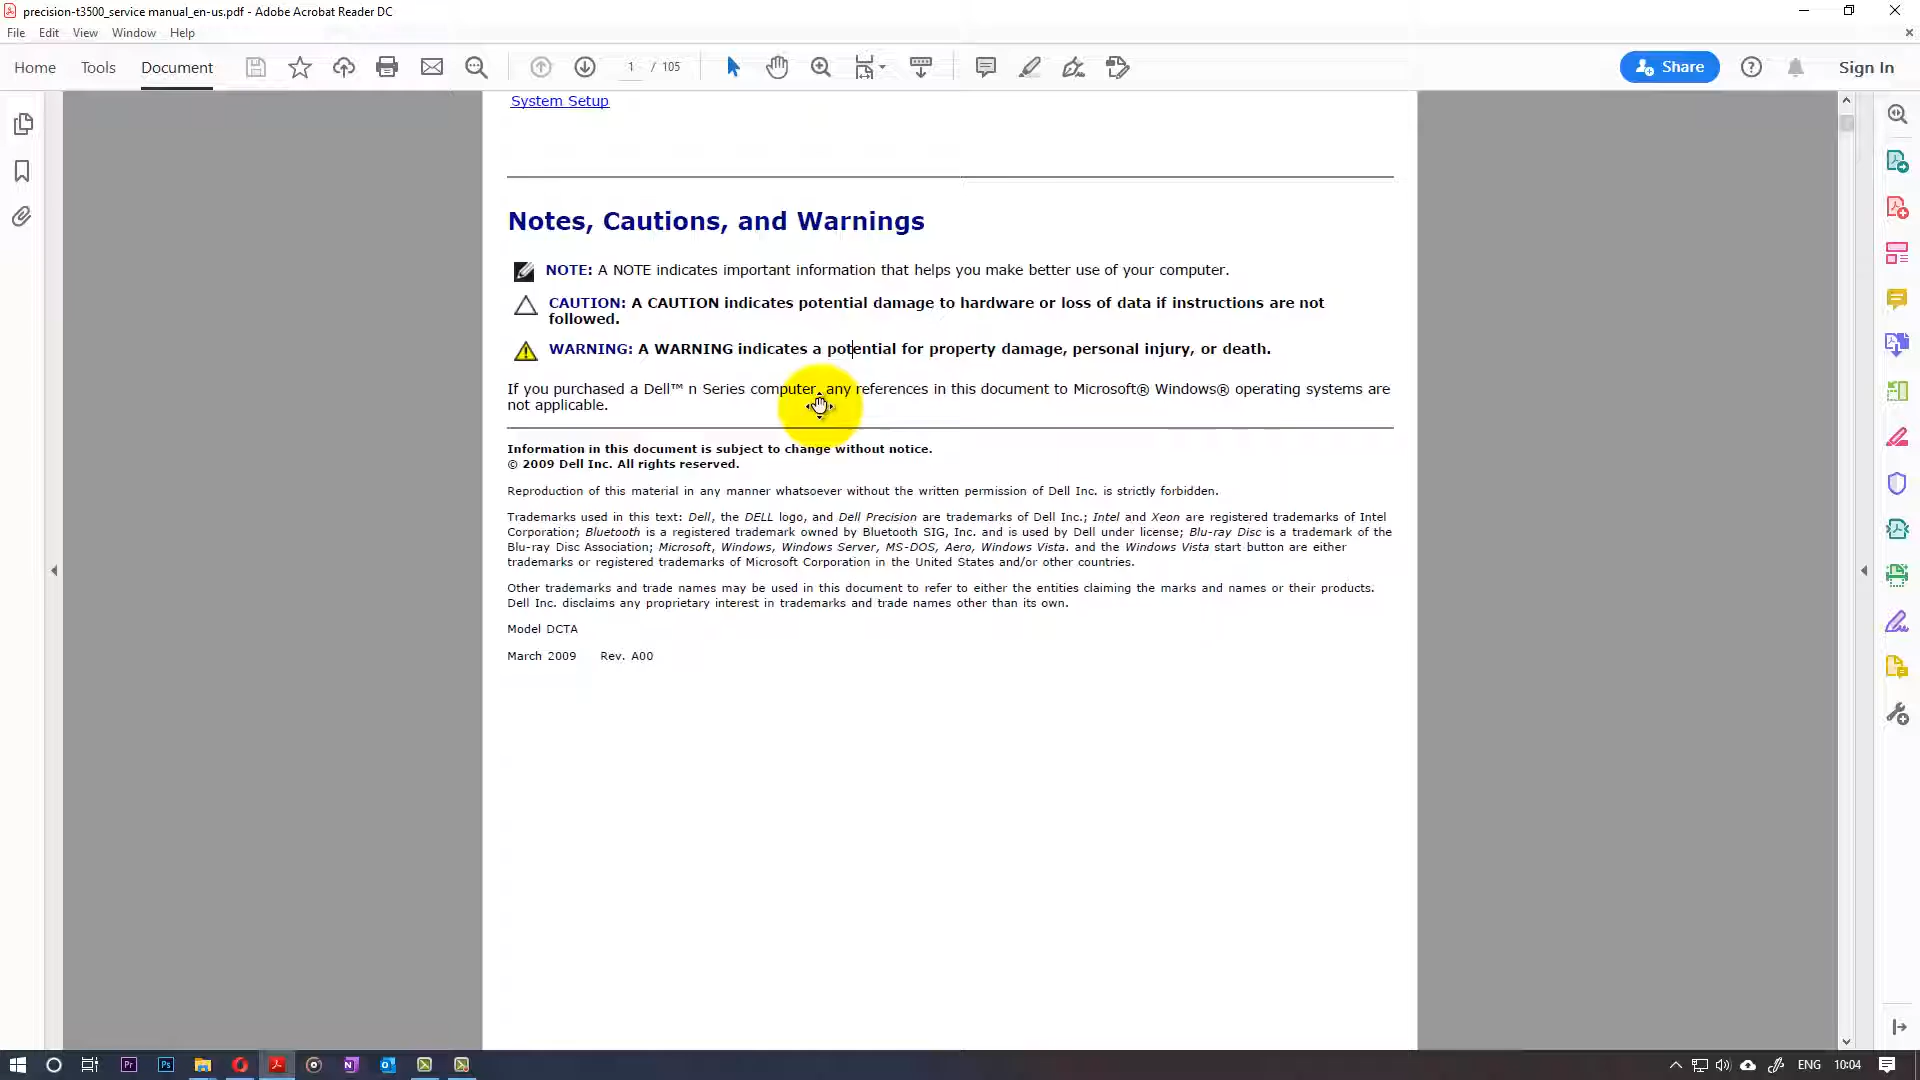 precision-t3500_service manual_en-us.pdf - Adobe Acrobat Reader DC
File Edit View Window Help
Home Tools Document 1 / 105 Share Sign In
System Setup
Notes, Cautions, and Warnings
NOTE: A NOTE indicates important information that helps you make better use of your computer.
CAUTION: A CAUTION indicates potential damage to hardware or loss of data if instructions are not
followed.
WARNING: A WARNING indicates a potential for property damage, personal injury, or death.
If you purchased a Dell™ n Series computer, any references in this document to Microsoft® Windows® operating systems are
not applicable.
Information in this document is subject to change without notice.
© 2009 Dell Inc. All rights reserved.
Reproduction of this material in any manner whatsoever without the written permission of Dell Inc. is strictly forbidden.
Trademarks used in this text: Dell, the DELL logo, and Dell Precision are trademarks of Dell Inc.; Intel and Xeon are registered trademarks of Intel
Corporation; Bluetooth is a registered trademark owned by Bluetooth SIG, Inc. and is used by Dell under license; Blu-ray Disc is a trademark of the
Blu-ray Disc Association; Microsoft, Windows, Windows Server, MS-DOS, Aero, Windows Vista. and the Windows Vista start button are either
trademarks or registered trademarks of Microsoft Corporation in the United States and/or other countries.
Other trademarks and trade names may be used in this document to refer to either the entities claiming the marks and names or their products.
Dell Inc. disclaims any proprietary interest in trademarks and trade names other than its own.
Model DCTA
March 2009 Rev. A00
Pr Ps N ENG 10:04